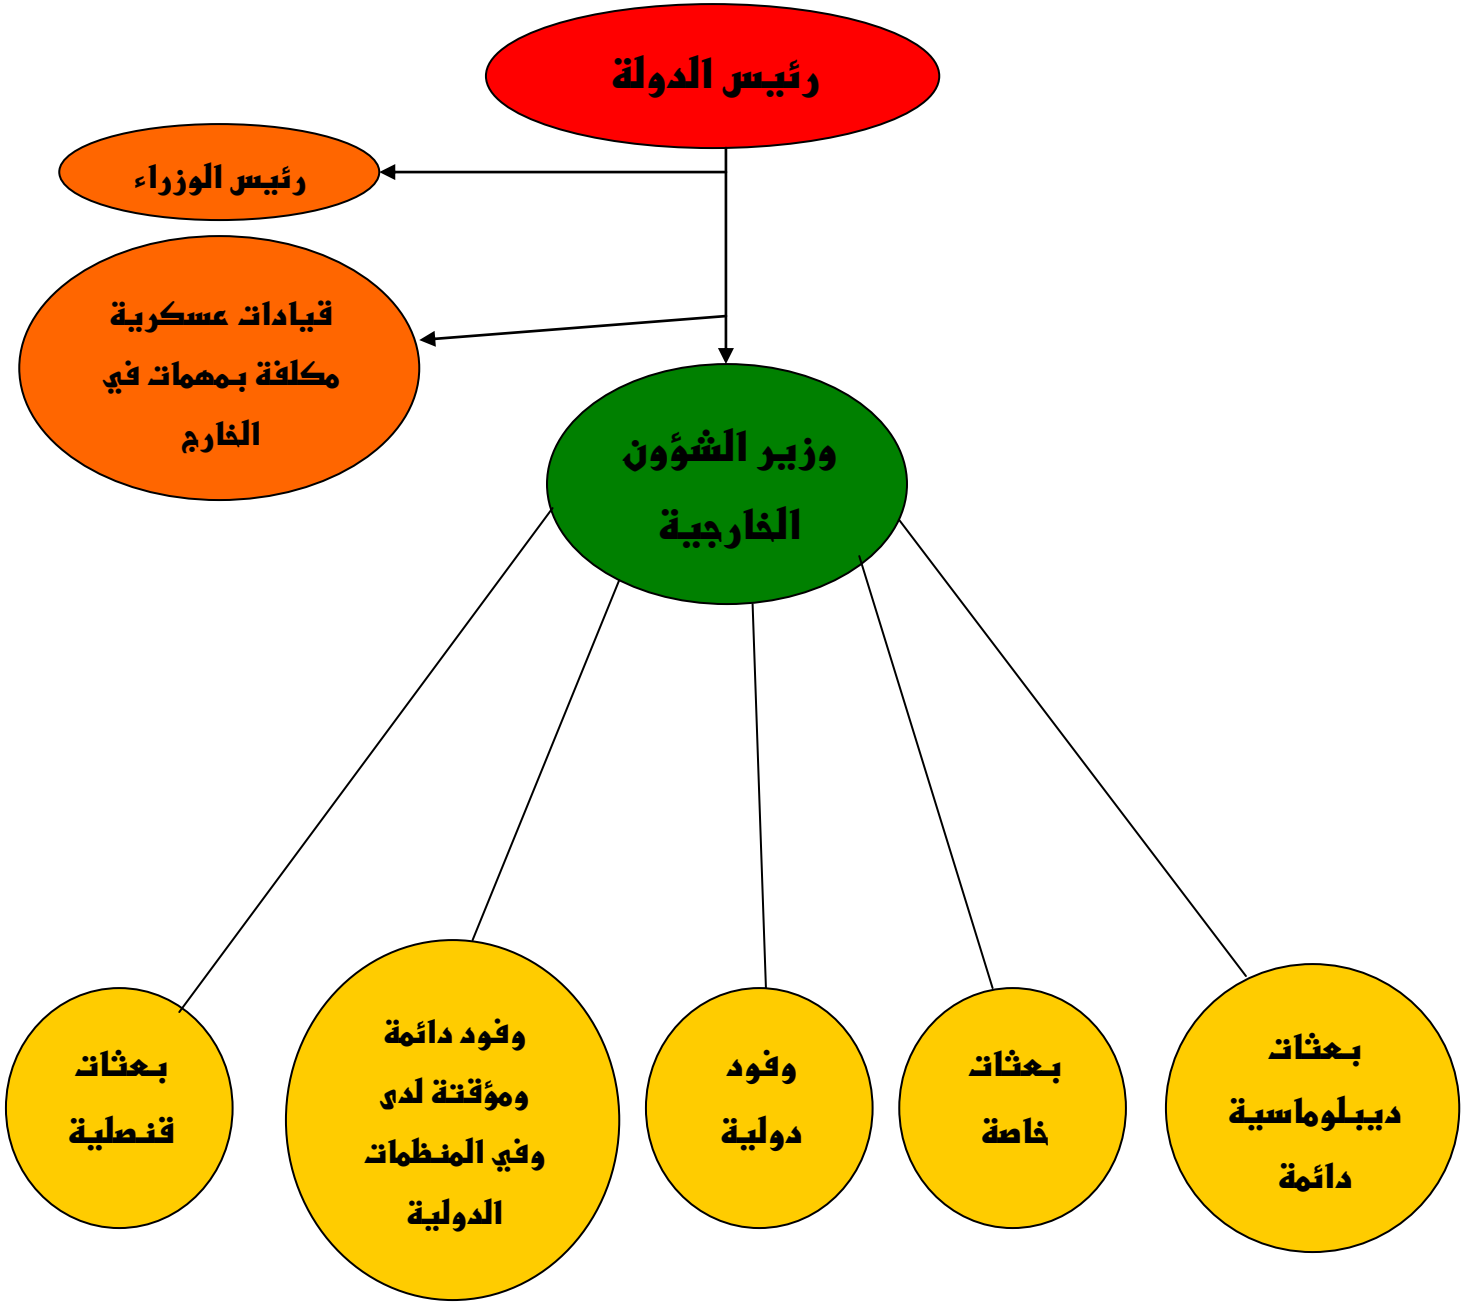 رئيس الدولة
رئيس الوزراء
قيادات عسكرية
مكلفة بمهمات في
الخارج
وزير الشؤون
الخارجية
بعثات
ديبلوماسية
دائمة
بعثات
خاصة
وفود
دولية
وفود دائمة
ومؤقتة لدى
وفي المنظمات
الدولية
بعثات
قنصلية